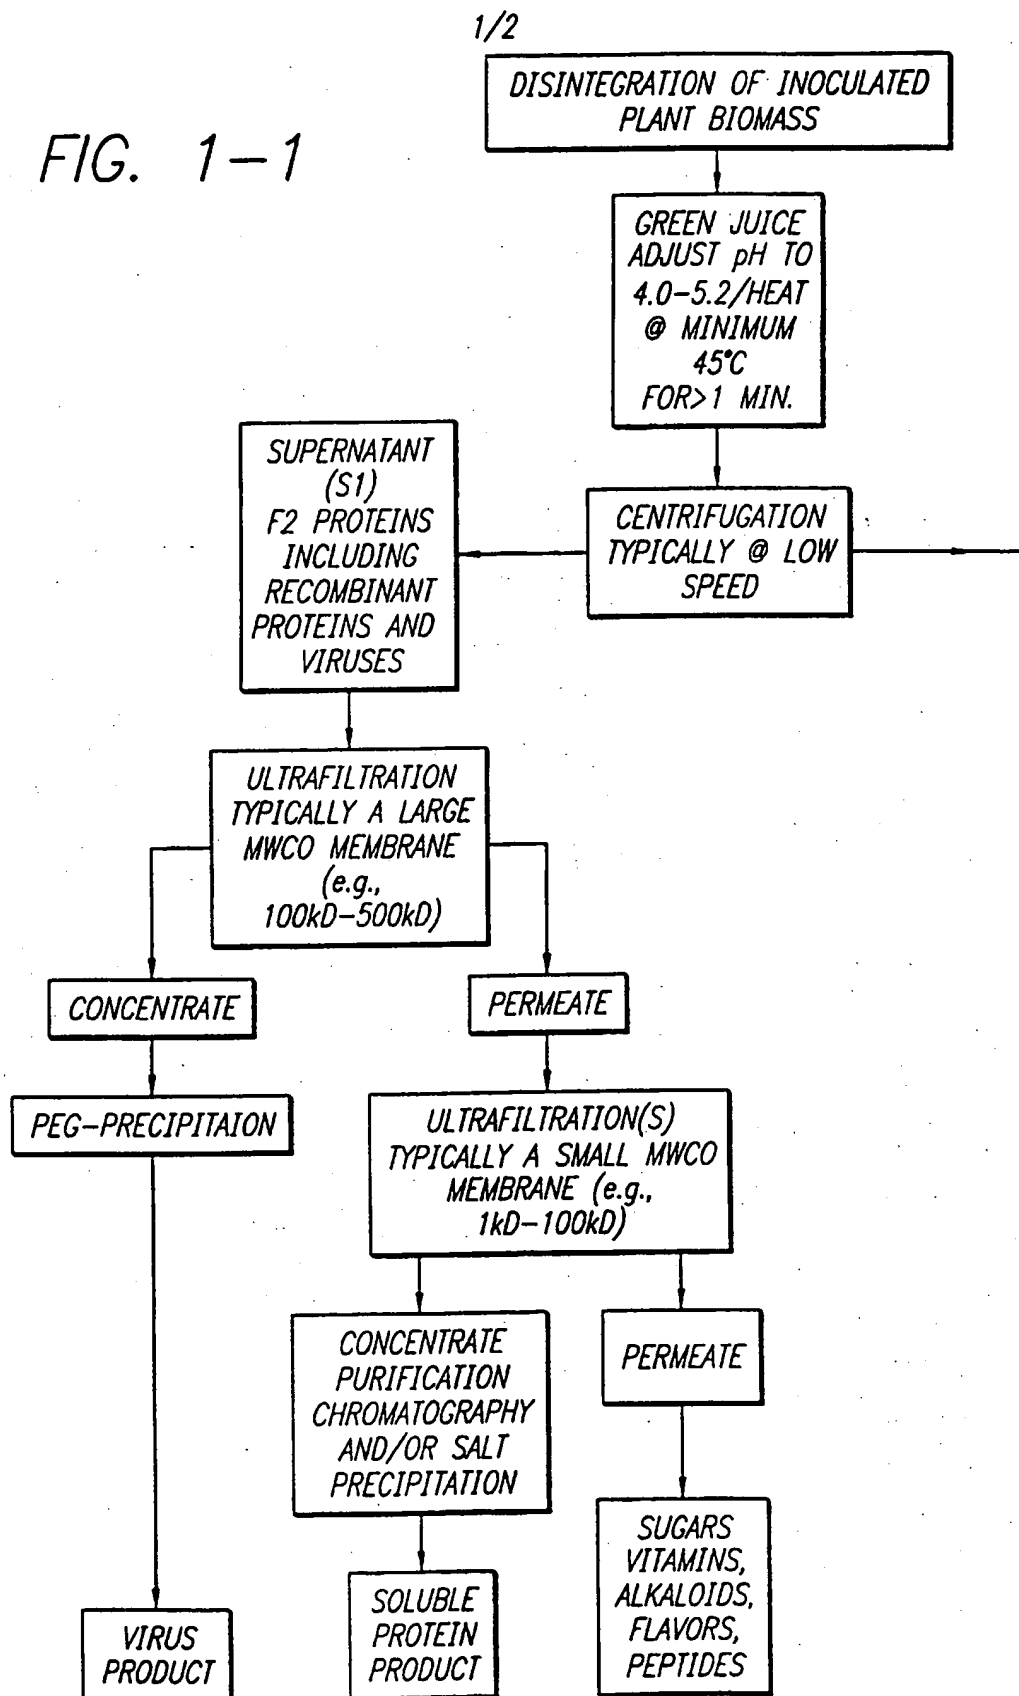 1/2
FIG. 1-1
DISINTEGRATION OF INOCULATED
PLANT BIOMASS
GREEN JUICE
ADJUST pH TO
4.0-5.2/HEAT
@ MINIMUM
45°C
FOR>1 MIN.
CENTRIFUGATION
TYPICALLY @ LOW
SPEED
SUPERNATANT
(S1)
F2 PROTEINS
INCLUDING
RECOMBINANT
PROTEINS AND
VIRUSES
ULTRAFILTRATION
TYPICALLY A LARGE
MWCO MEMBRANE
(e.g.,
100kD-500kD)
CONCENTRATE
PERMEATE
PEG-PRECIPITAION
ULTRAFILTRATION(S)
TYPICALLY A SMALL MWCO
MEMBRANE (e.g.,
1kD-100kD)
CONCENTRATE
PURIFICATION
CHROMATOGRAPHY
AND/OR SALT
PRECIPITATION
PERMEATE
VIRUS
PRODUCT
SOLUBLE
PROTEIN
PRODUCT
SUGARS
VITAMINS,
ALKALOIDS,
FLAVORS,
PEPTIDES